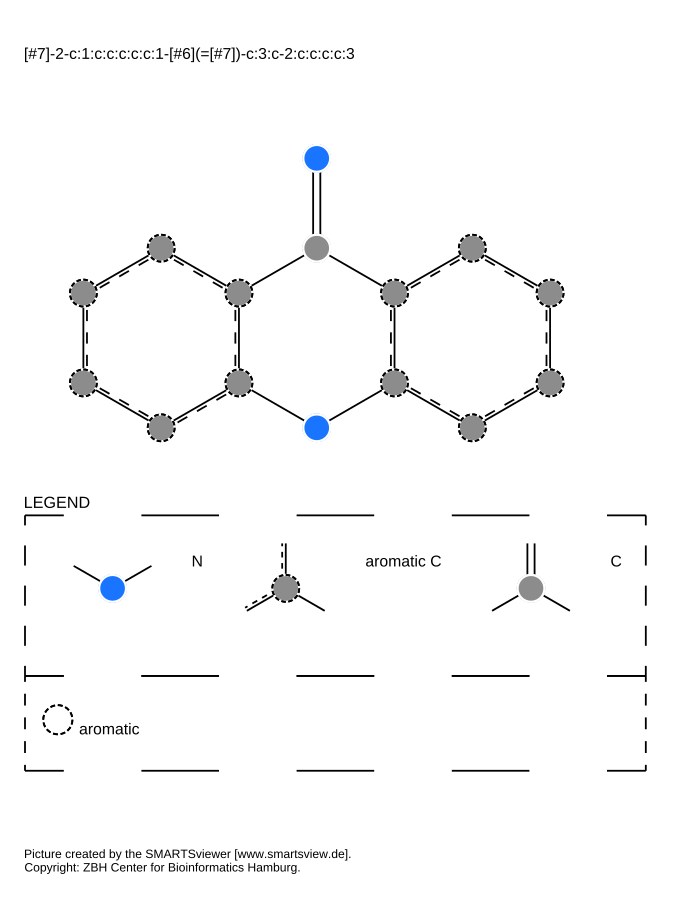 [#7]-2-c:1:c:c:c:c:c:1-[#6](=[#7])-c:3:c-2:c:c:c:c:3
LEGEND
N
aromatic C
C
aromatic
Picture created by the SMARTSviewer [www.smartsview.de].
Copyright: ZBH Center for Bioinformatics Hamburg.